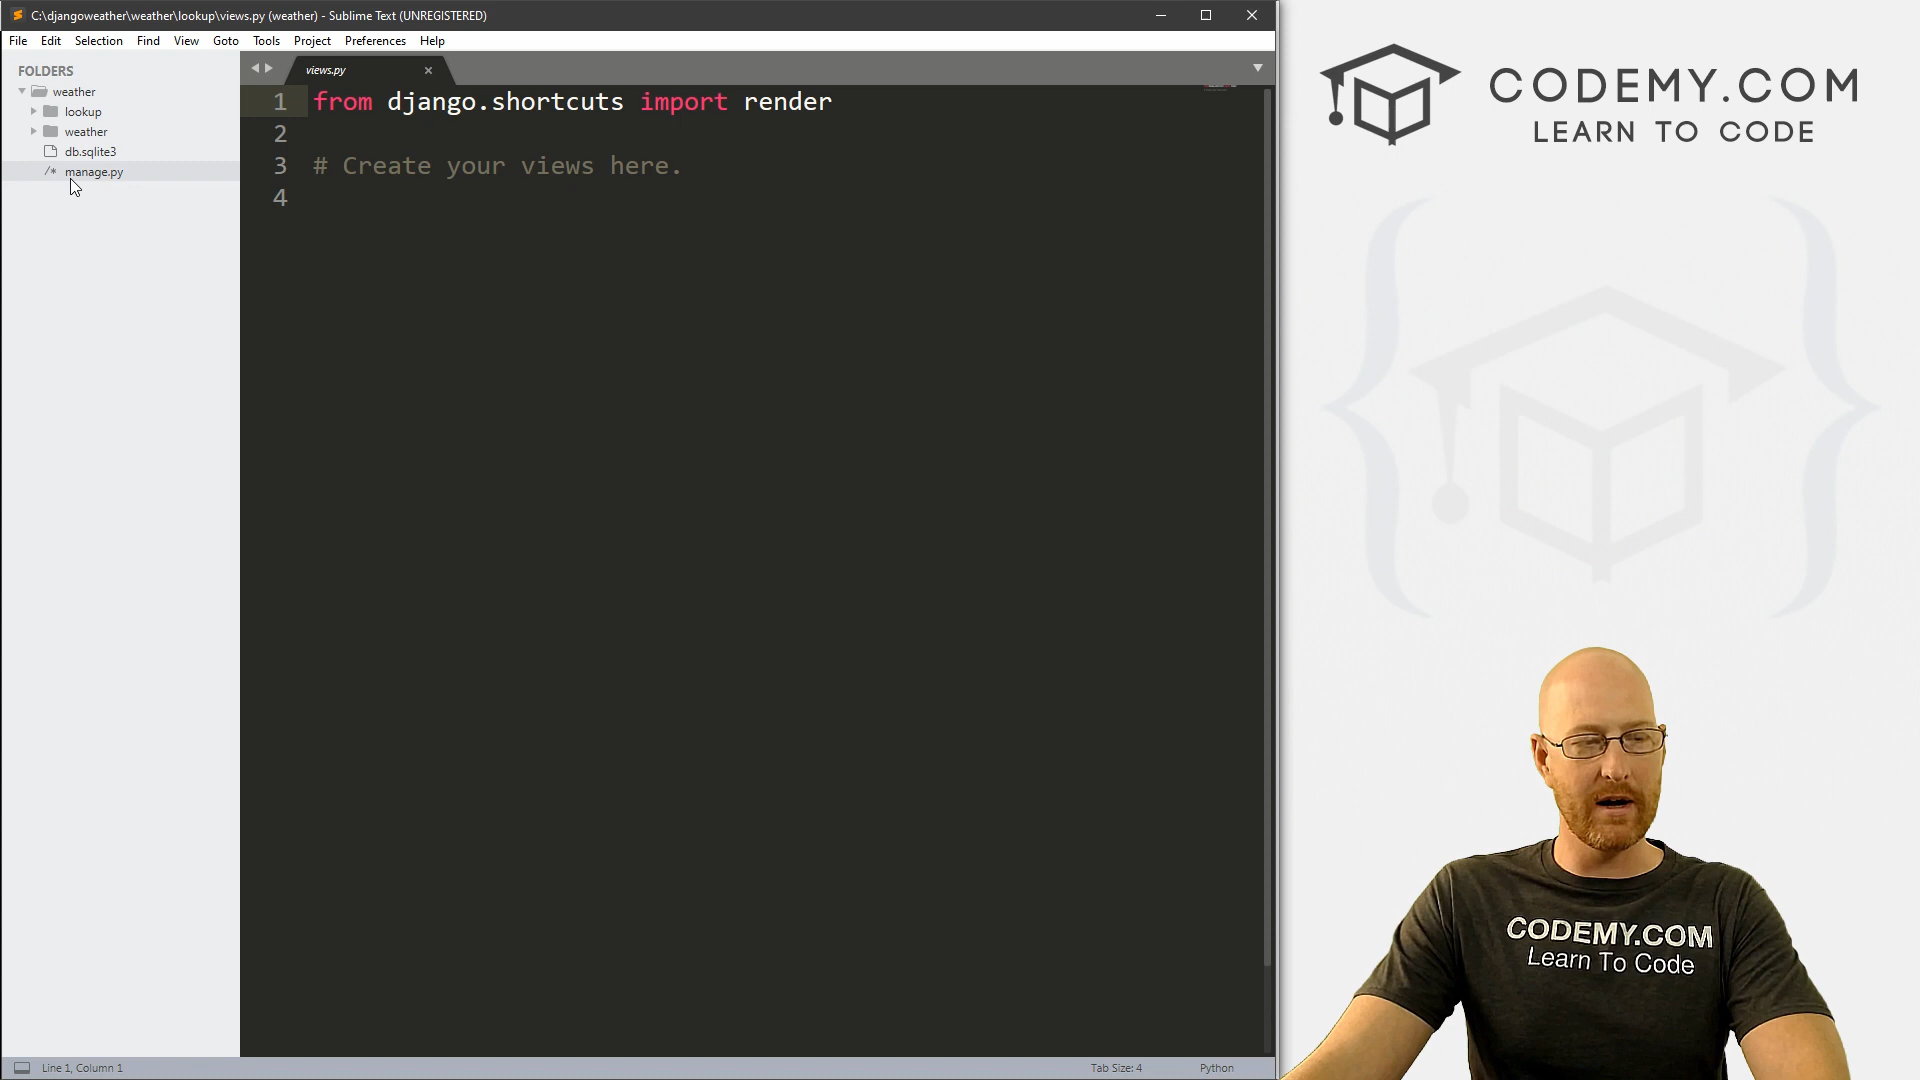 C:\djangoweather\weather\lookup\views.py (weather) - Sublime Text (UNREGISTERED)
File Edit Selection Find View Goto Tools Project Preferences Help
FOLDERS
weather
lookup
weather
db.sqlite3
/* manage.py
views.py
1 from django.shortcuts import render
2
3 # Create your views here.
4
Line 1, Column 1
Tab Size: 4
Python
CODEMY.COM
LEARN TO CODE
CODEMY.COM
Learn To Code